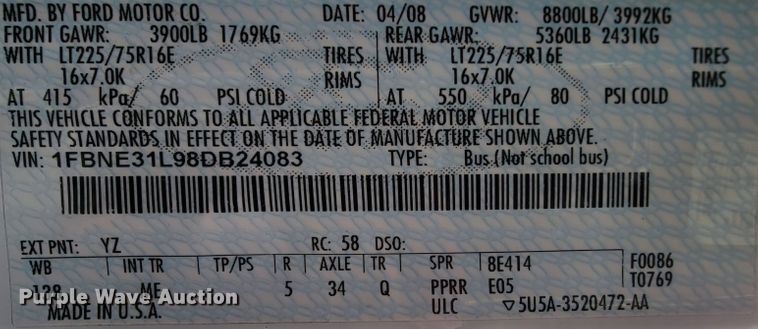 MFD. BY FORD MOTOR CO. DATE: 04/08 GVWR: 8800LB/ 3992KG
FRONT GAWR: 3900LB 1769KG REAR GAWR: 5360LB 2431KG
WITH LT225/75R16E TIRES WITH LT225/75R16E TIRES
16x7.0K RIMS 16x7.0K RIMS
AT 415 kPa/ 60 PSI COLD AT 550 kPa/ 80 PSI COLD
THIS VEHICLE CONFORMS TO ALL APPLICABLE FEDERAL MOTOR VEHICLE
SAFETY STANDARDS IN EFFECT ON THE DATE OF MANUFACTURE SHOWN ABOVE.
VIN: 1FBNE31L98DB24083 TYPE: Bus (Not school bus)
EXT PNT: YZ RC: 58 DSO:
WB INT TR TP/PS R AXLE TR SPR 8E414 F0086
138 ME 5 34 Q PPRR E05 T0769
MADE IN U.S.A. ULC ▽5U5A-3520472-AA
Purple Wave Auction